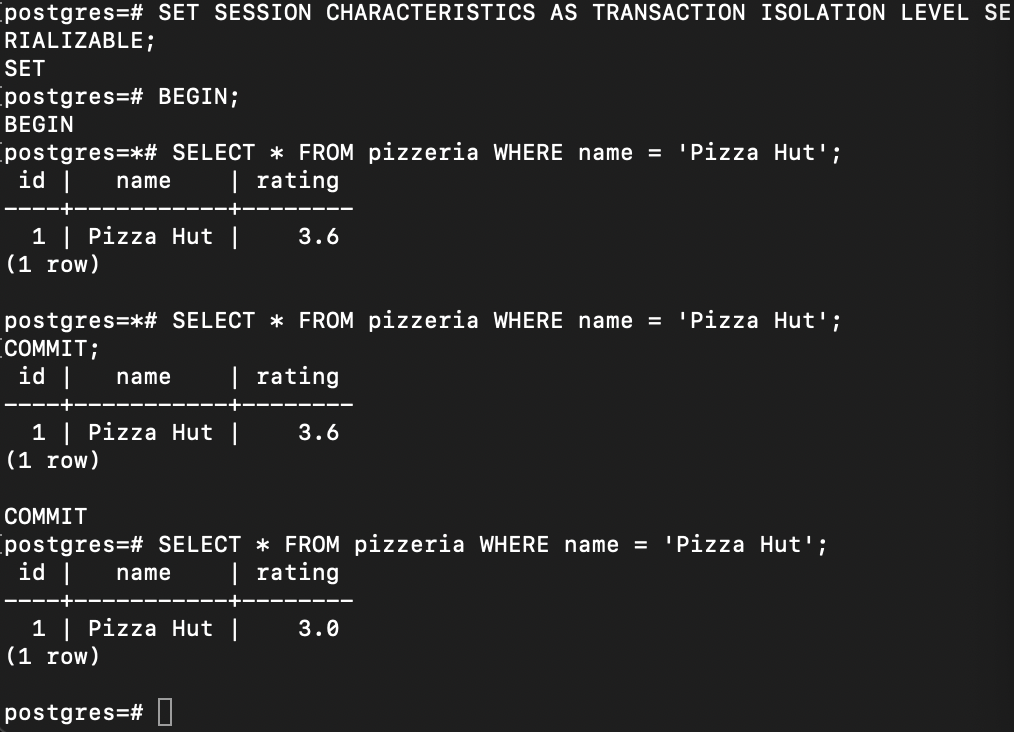 postgres=# SET SESSION CHARACTERISTICS AS TRANSACTION ISOLATION LEVEL SE
RIALIZABLE;
SET
postgres=# BEGIN;
BEGIN
postgres=*# SELECT * FROM pizzeria WHERE name = 'Pizza Hut';
 id |   name    | rating
----+-----------+--------
  1 | Pizza Hut |    3.6
(1 row)

postgres=*# SELECT * FROM pizzeria WHERE name = 'Pizza Hut';
COMMIT;
 id |   name    | rating
----+-----------+--------
  1 | Pizza Hut |    3.6
(1 row)

COMMIT
postgres=# SELECT * FROM pizzeria WHERE name = 'Pizza Hut';
 id |   name    | rating
----+-----------+--------
  1 | Pizza Hut |    3.0
(1 row)

postgres=#